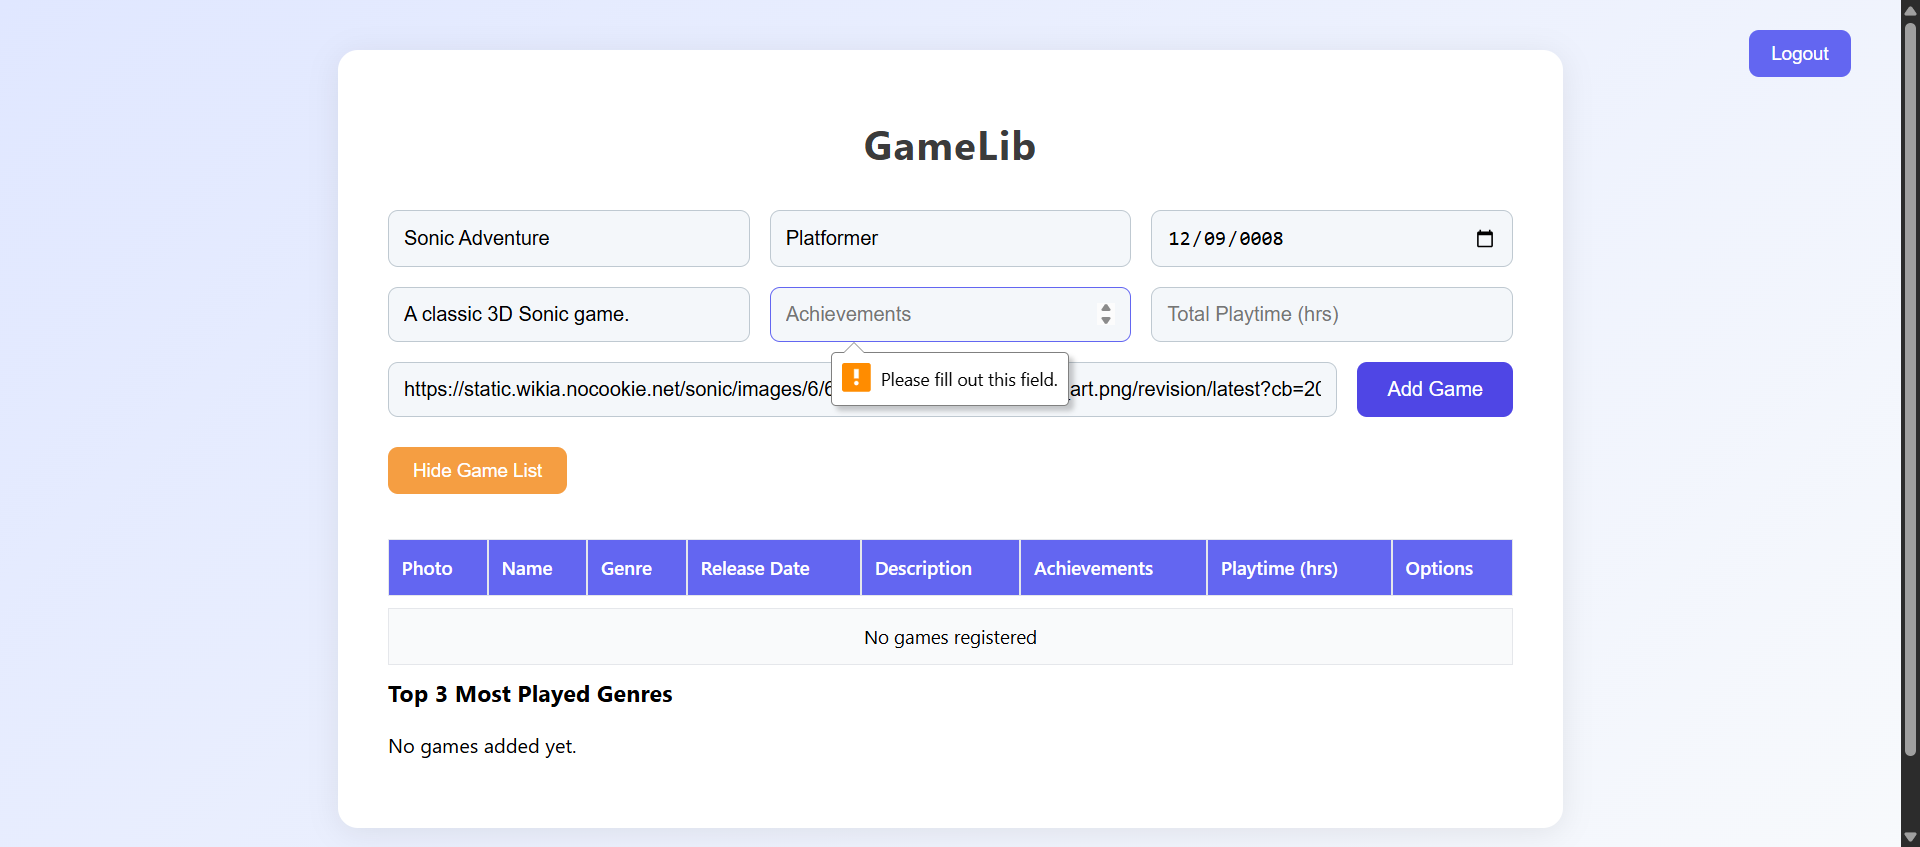 Logout
GameLib
Sonic Adventure
Platformer
12/09/0008
A classic 3D Sonic game.
Achievements
Total Playtime (hrs)
Please fill out this field.
https://static.wikia.nocookie.net/sonic/images/6/6
art.png/revision/latest?cb=20
Add Game
Hide Game List
Photo Name Genre Release Date Description Achievements Playtime (hrs) Options
No games registered
Top 3 Most Played Genres
No games added yet.